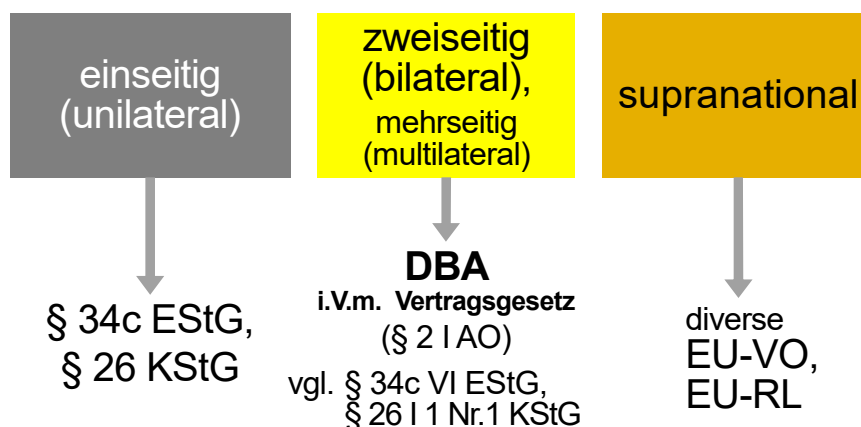 einseitig
(unilateral)
zweiseitig
(bilateral),
mehrseitig
(multilateral)
supranational
§ 34c EStG,
§ 26 KStG
DBA
i.V.m. Vertragsgesetz
(§ 2 I AO)
vgl. § 34c VI EStG,
§ 26 I 1 Nr.1 KStG
diverse
EU-VO,
EU-RL